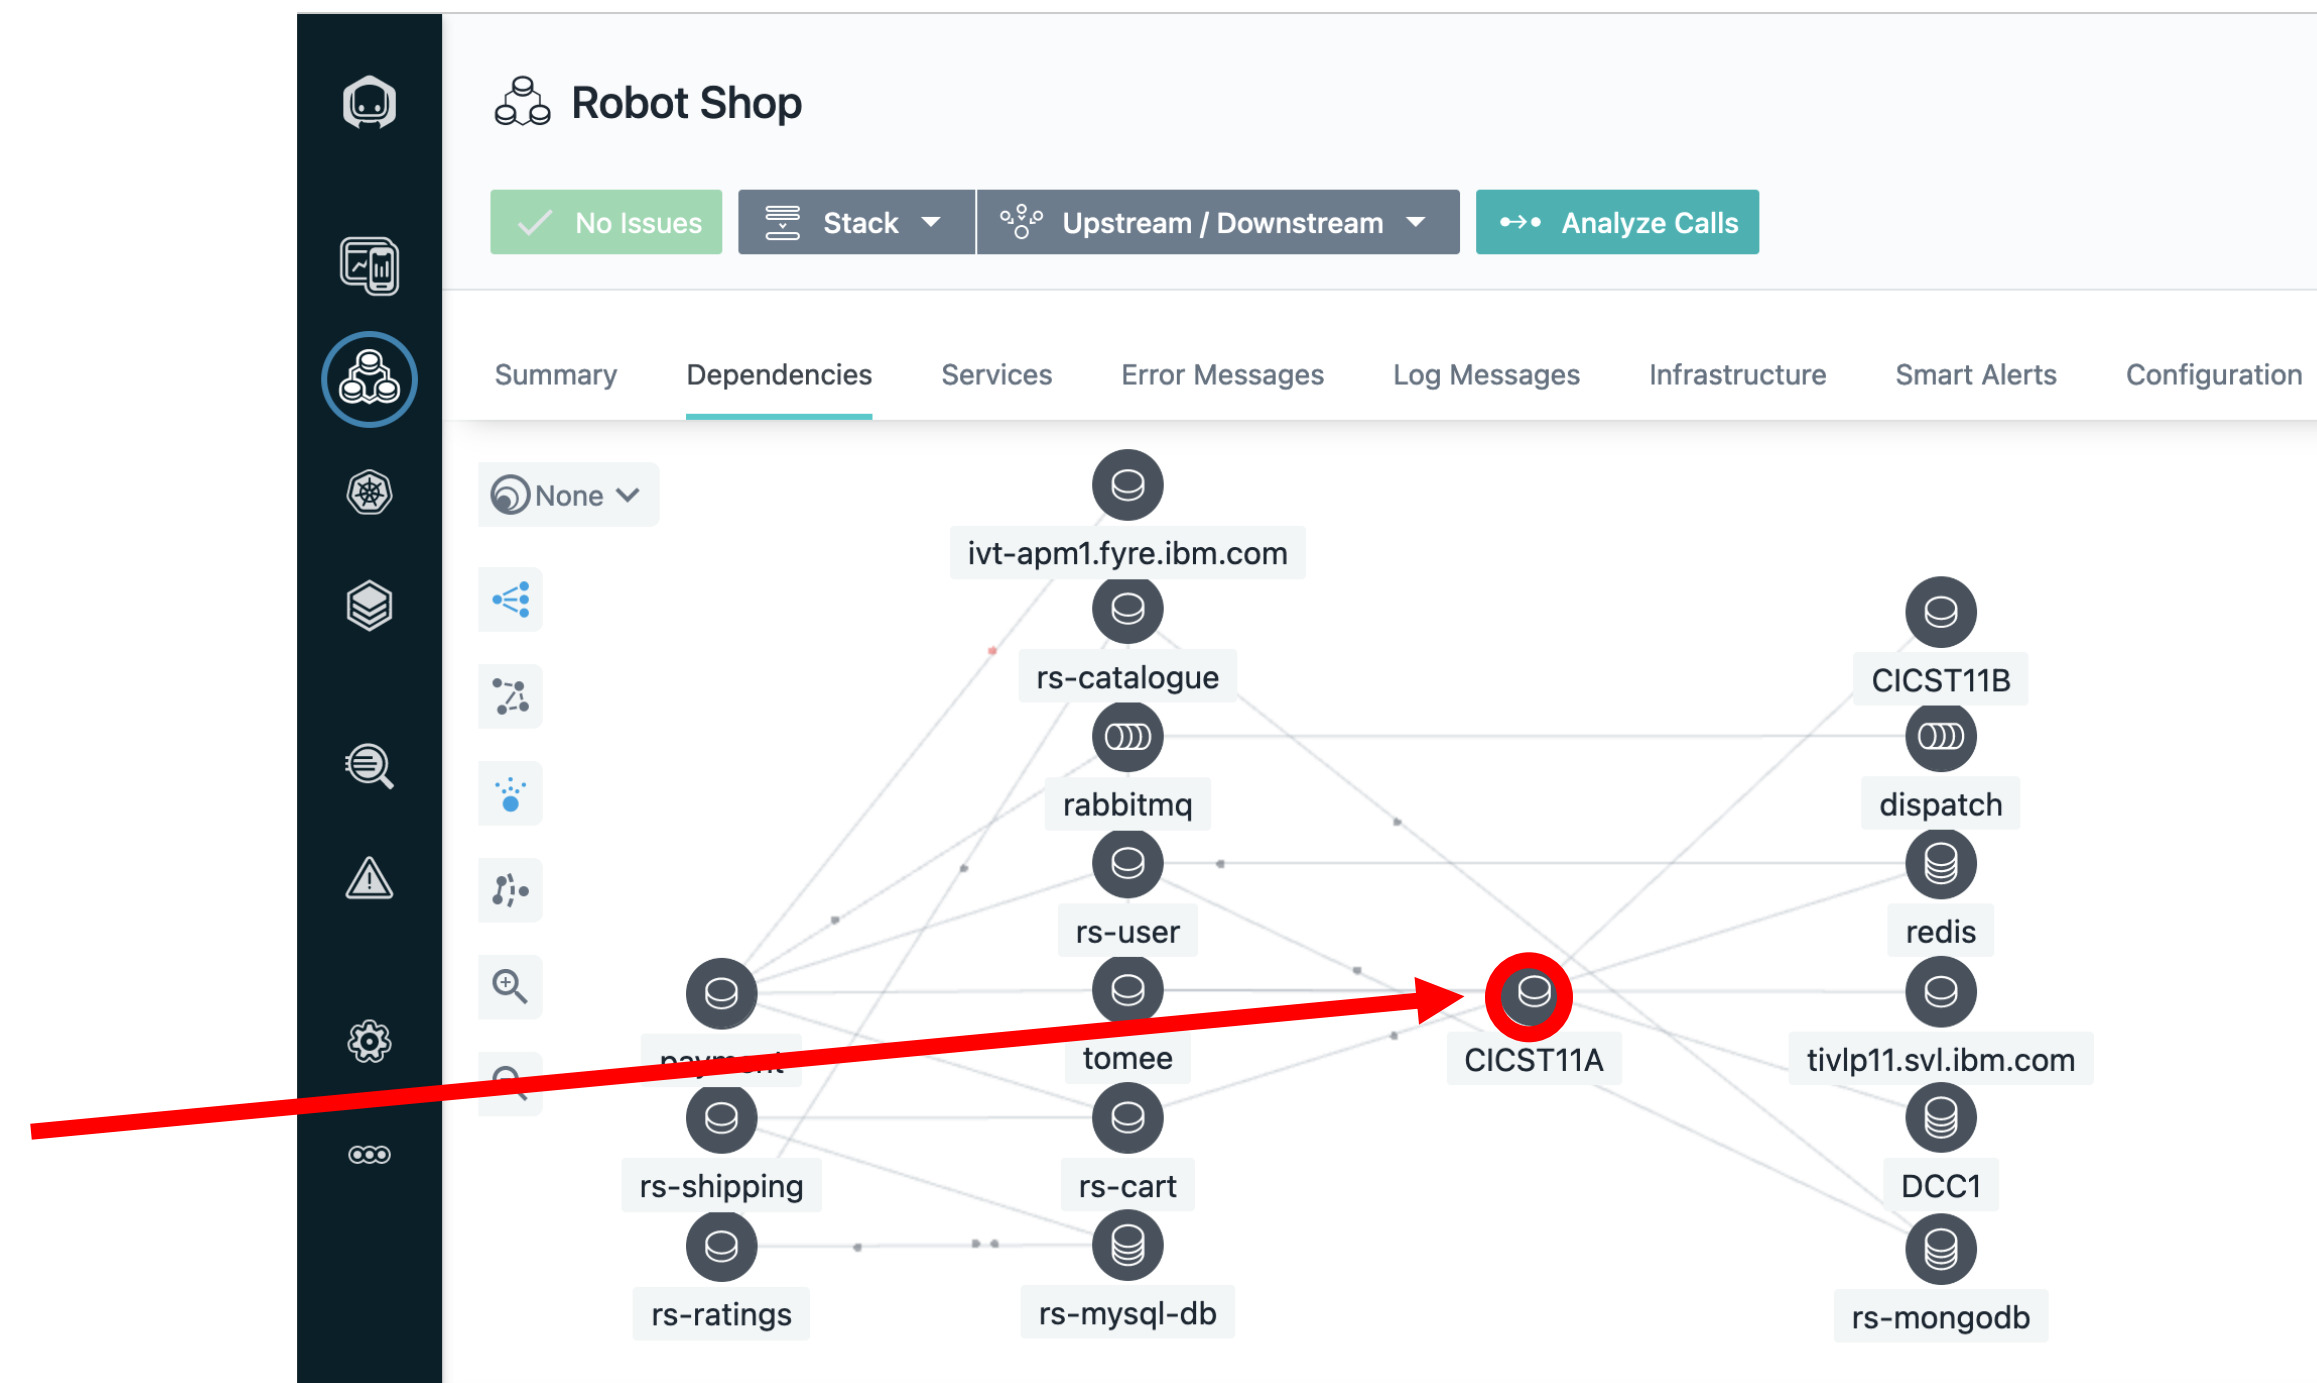 Robot Shop
No Issues
Stack
Upstream / Downstream
Analyze Calls
Summary
Dependencies
Services
Error Messages
Log Messages
Infrastructure
Smart Alerts
Configuration
None
ivt-apm1.fyre.ibm.com
rs-catalogue
CICST11B
rabbitmq
dispatch
rs-user
redis
payment
tomee
CICST11A
tivlp11.svl.ibm.com
rs-shipping
rs-cart
DCC1
rs-ratings
rs-mysql-db
rs-mongodb